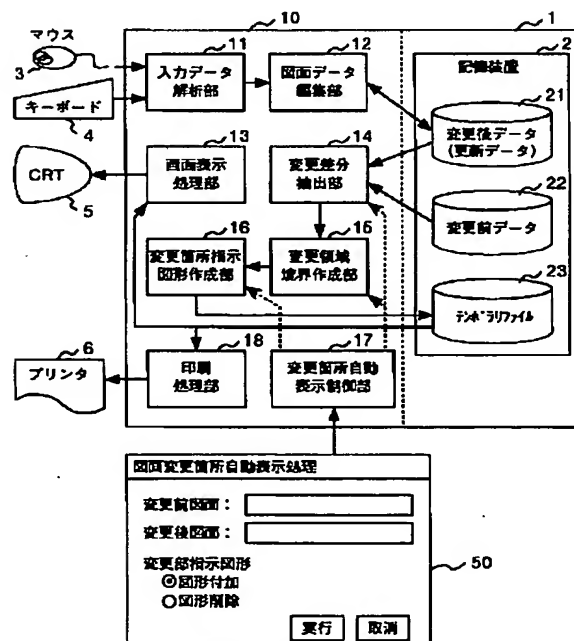 10
1
マウス
3
キーボード
4
11
入力データ
解析部
12
図面データ
編集部
2
記憶装置
21
変更後データ
(更新データ)
CRT
5
13
画面表示
処理部
14
変更差分
抽出部
22
変更前データ
16
変更箇所指示
図形作成部
15
変更領域
境界作成部
23
テンポラリファイル
6
プリンタ
18
印刷
処理部
17
変更箇所自動
表示制御部
図面変更箇所自動表示処理
変更前図面:
変更後図面:
変更部指示図形
図形付加
図形削除
実行
取消
50